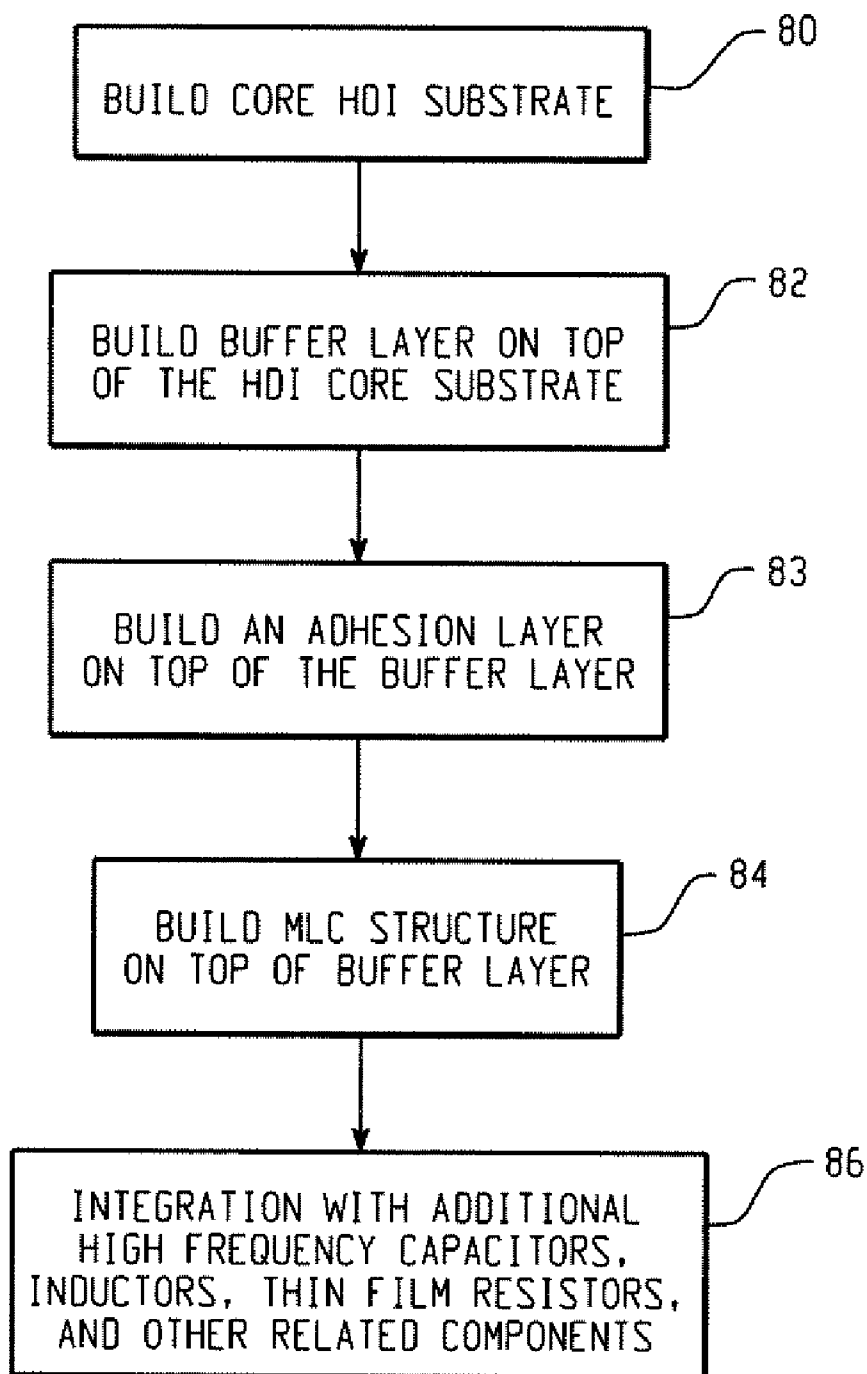 80
BUILD CORE HDI SUBSTRATE
82
BUILD BUFFER LAYER ON TOP
OF THE HDI CORE SUBSTRATE
83
BUILD AN ADHESION LAYER
ON TOP OF THE BUFFER LAYER
84
BUILD MLC STRUCTURE
ON TOP OF BUFFER LAYER
86
INTEGRATION WITH ADDITIONAL
HIGH FREQUENCY CAPACITORS,
INDUCTORS, THIN FILM RESISTORS,
AND OTHER RELATED COMPONENTS